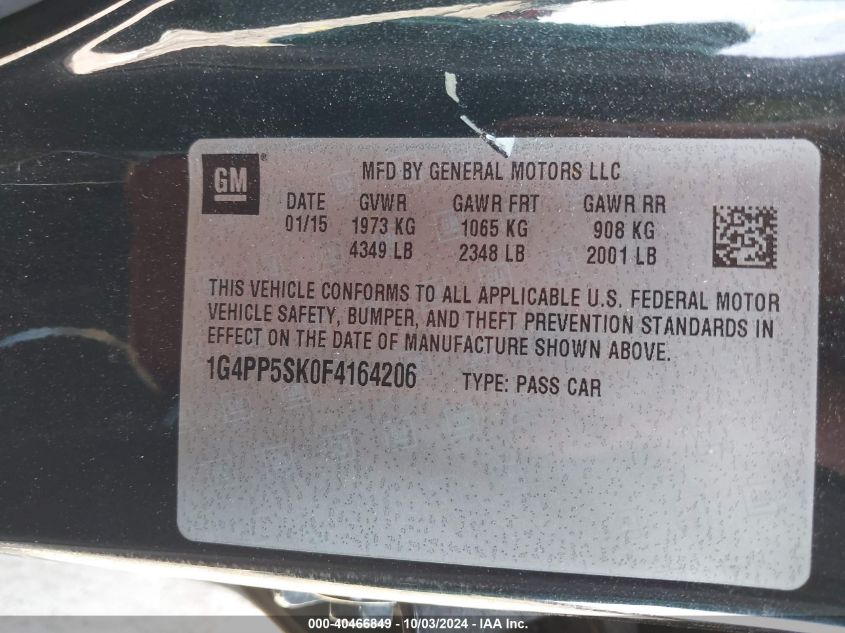 GM ®
MFD BY GENERAL MOTORS LLC
DATE GVWR GAWR FRT GAWR RR
01/15 1973 KG 1065 KG 908 KG
4349 LB 2348 LB 2001 LB
THIS VEHICLE CONFORMS TO ALL APPLICABLE U.S. FEDERAL MOTOR
VEHICLE SAFETY, BUMPER, AND THEFT PREVENTION STANDARDS IN
EFFECT ON THE DATE OF MANUFACTURE SHOWN ABOVE.
1G4PP5SK0F4164206 TYPE: PASS CAR
000-40466849 - 10/03/2024 - IAA Inc.